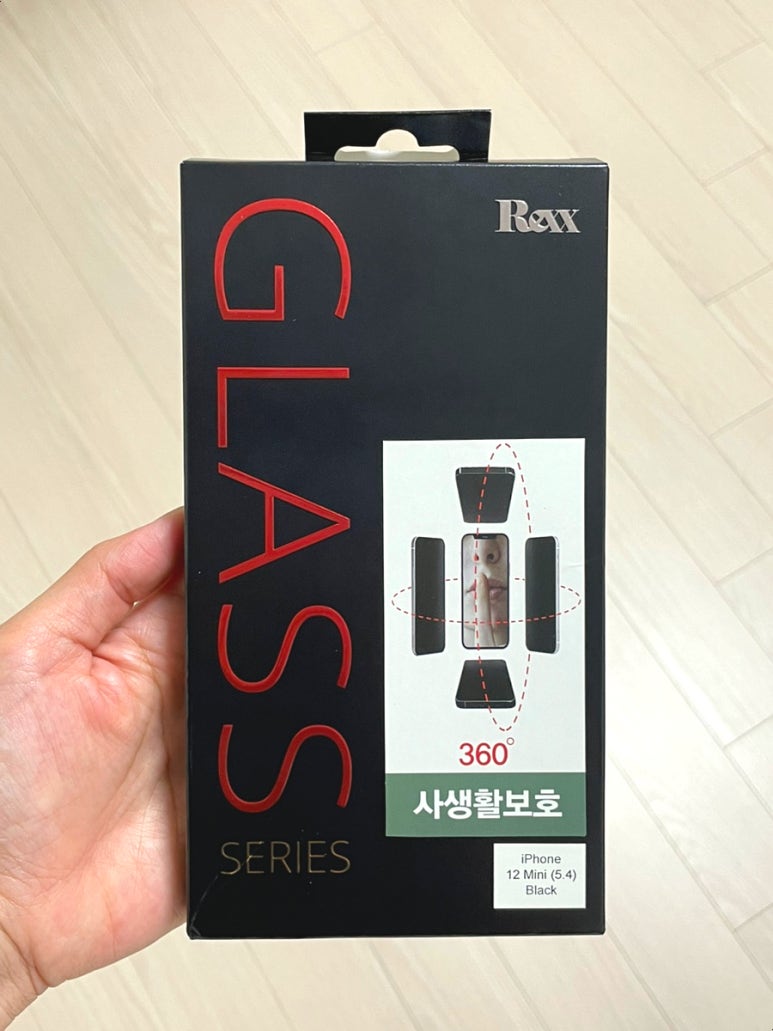 Rexx
GLASS
SERIES
360°
사생활보호
iPhone
12 Mini (5.4)
Black